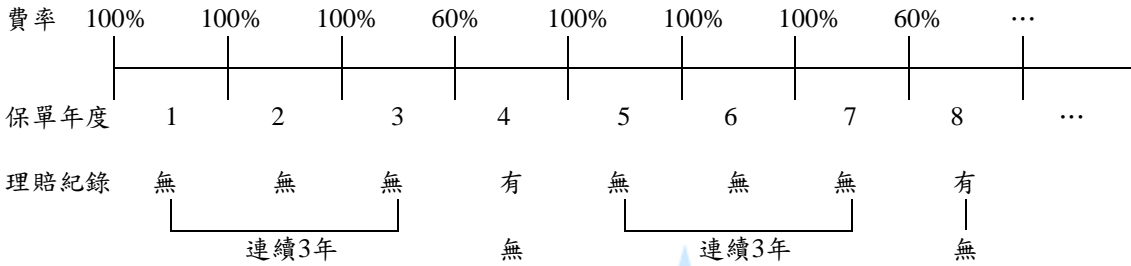 費率 100% 100% 100% 60% 100% 100% 100% 60% …
保單年度 1 2 3 4 5 6 7 8 …
理賠紀錄 無 無 無 有 無 無 無 有
連續3年 無 連續3年 無